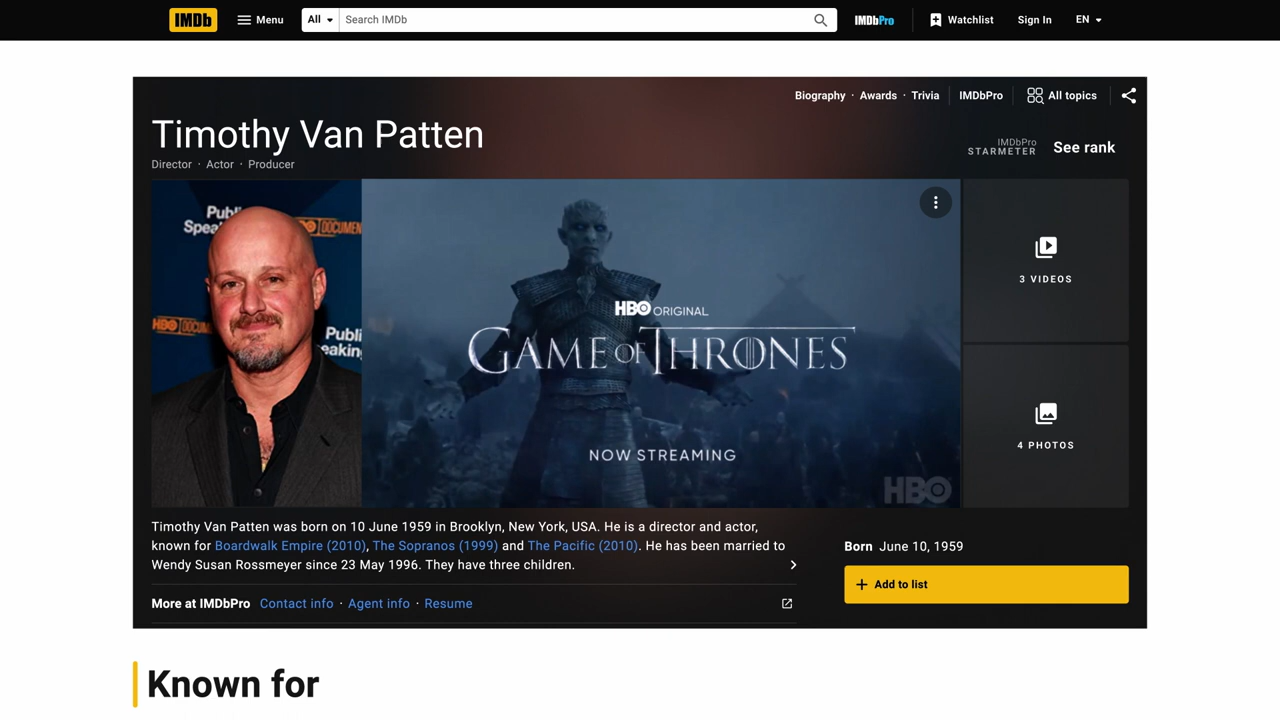 IMDb
Menu
All
Search IMDb
IMDbPro
Watchlist
Sign In
EN
Biography · Awards · Trivia
IMDbPro
All topics
Timothy Van Patten
Director · Actor · Producer
IMDbPro
STARMETER
See rank
HBO DOCUMEN
Publi
HBO ORIGINAL
GAME OF THRONES
NOW STREAMING
HBO
3 VIDEOS
4 PHOTOS
Timothy Van Patten was born on 10 June 1959 in Brooklyn, New York, USA. He is a director and actor,
known for Boardwalk Empire (2010), The Sopranos (1999) and The Pacific (2010). He has been married to
Wendy Susan Rossmeyer since 23 May 1996. They have three children.
Born June 10, 1959
Add to list
More at IMDbPro Contact info · Agent info · Resume
Known for